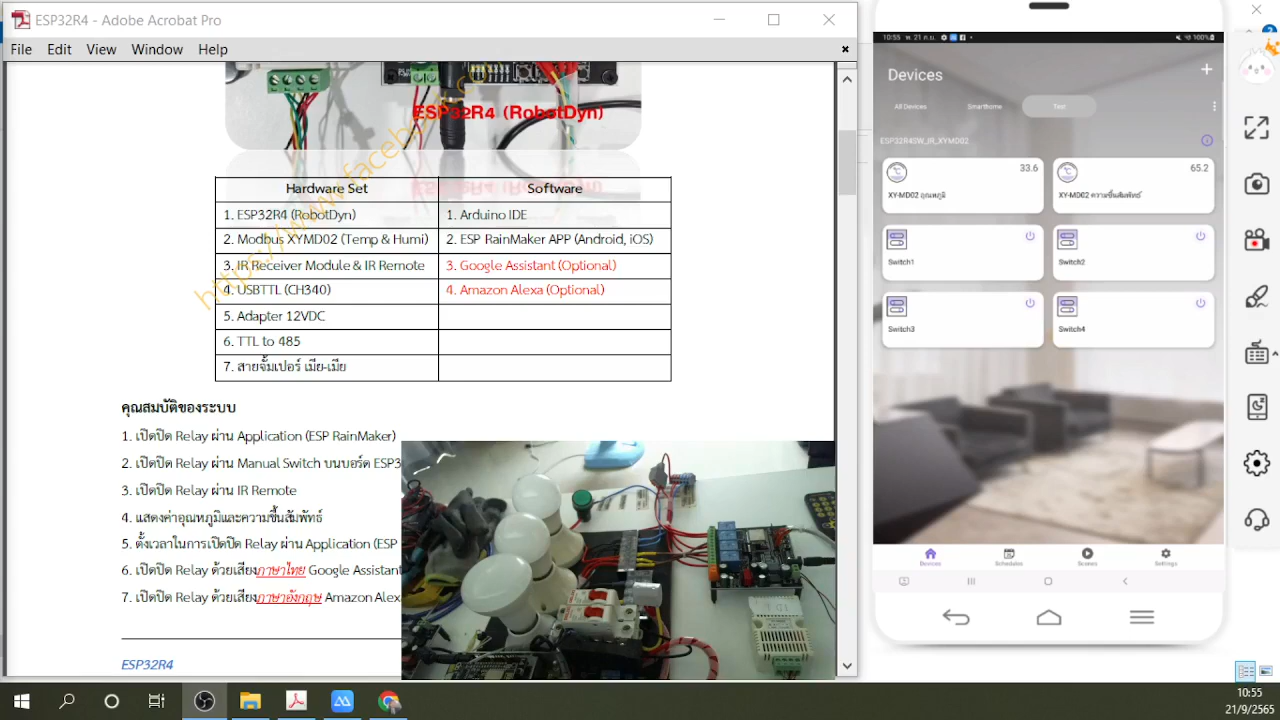 ESP32R4 - Adobe Acrobat Pro
File Edit View Window Help
ESP32R4 (RobotDyn)
Hardware Set Software
1. ESP32R4 (RobotDyn) 1. Arduino IDE
2. Modbus XYMD02 (Temp & Humi) 2. ESP RainMaker APP (Android, iOS)
3. IR Receiver Module & IR Remote 3. Google Assistant (Optional)
4. USBTTL (CH340) 4. Amazon Alexa (Optional)
5. Adapter 12VDC
6. TTL to 485
7. สายจั้มเปอร์ เมีย-เมีย
คุณสมบัติของระบบ
1. เปิดปิด Relay ผ่าน Application (ESP RainMaker)
2. เปิดปิด Relay ผ่าน Manual Switch บนบอร์ด ESP3
3. เปิดปิด Relay ผ่าน IR Remote
4. แสดงค่าอุณหภูมิและความชื้นสัมพัทธ์
5. ตั้งเวลาในการเปิดปิด Relay ผ่าน Application (ESP
6. เปิดปิด Relay ด้วยเสียงภาษาไทย Google Assistant
7. เปิดปิด Relay ด้วยเสียงภาษาอังกฤษ Amazon Alex
ESP32R4
10:55 พ. 21 ก.ย. 100%
Devices
All Devices Smarthome Test
ESP32R4SW_IR_XYMD02
33.6
XY-MD02 อุณหภูมิ
65.2
XY-MD02 ความชื้นสัมพัทธ์
Switch1
Switch2
Switch3
Switch4
Devices Schedules Scenes Settings
10:55
21/9/2565